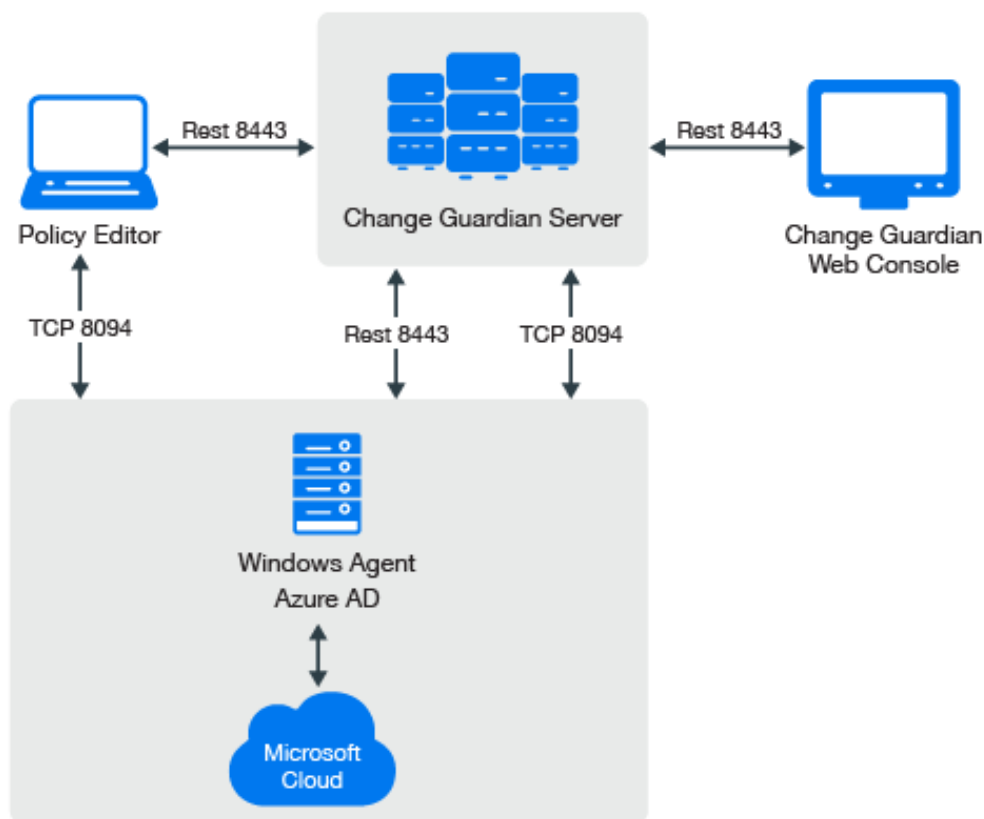 Rest 8443
Rest 8443
Policy Editor
Change Guardian Server
Change Guardian
Web Console
TCP 8094
Rest 8443
TCP 8094
Windows Agent
Azure AD
Microsoft
Cloud